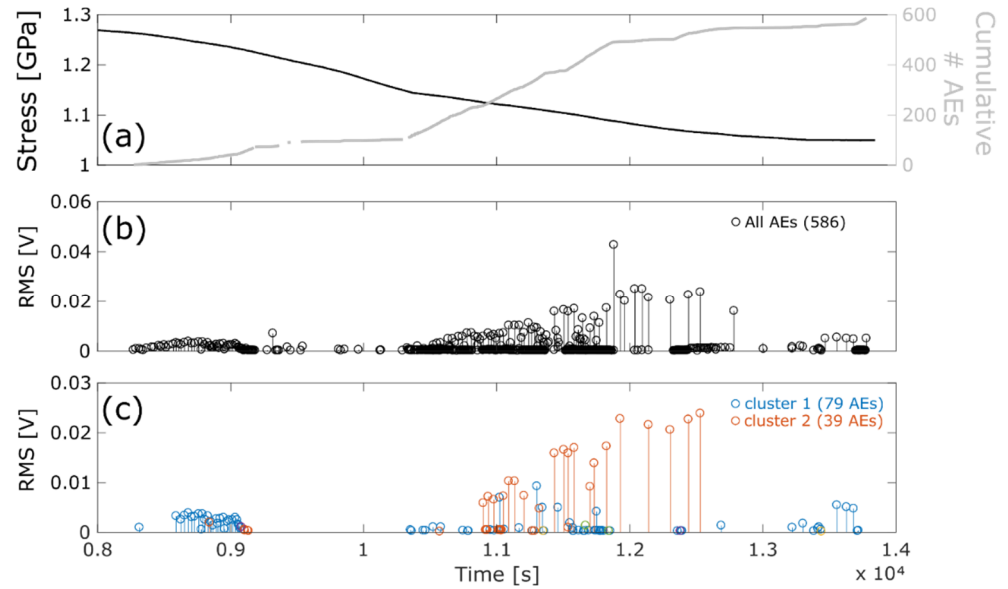 1.3
1.2
1.1
1
Stress [GPa]
(a)
600
400
200
0
Cumulative
# AEs
0.06
0.04
0.02
0
RMS [V]
(b)
All AEs (586)
0.03
0.02
0.01
0
RMS [V]
(c)
cluster 1 (79 AEs)
cluster 2 (39 AEs)
0.8 0.9 1 1.1 1.2 1.3 1.4
Time [s]
x 10⁴